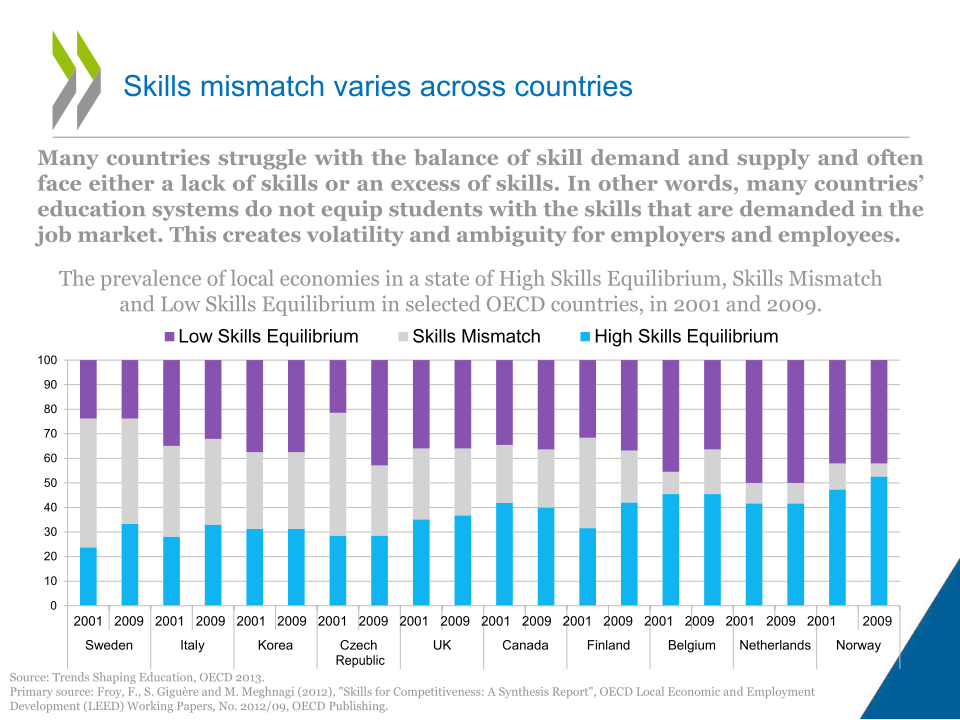 Skills mismatch varies across countries
Many countries struggle with the balance of skill demand and supply and often
face either a lack of skills or an excess of skills. In other words, many countries’
education systems do not equip students with the skills that are demanded in the
job market. This creates volatility and ambiguity for employers and employees.
The prevalence of local economies in a state of High Skills Equilibrium, Skills Mismatch
and Low Skills Equilibrium in selected OECD countries, in 2001 and 2009.
Low Skills Equilibrium Skills Mismatch High Skills Equilibrium
100
90
80
70
60
50
40
30
20
10
0
2001 2009 2001 2009 2001 2009 2001 2009 2001 2009 2001 2009 2001 2009 2001 2009 2001 2009 2001 2009
Sweden Italy Korea Czech UK Canada Finland Belgium Netherlands Norway
Republic
Source: Trends Shaping Education, OECD 2013.
Primary source: Froy, F., S. Giguère and M. Meghnagi (2012), "Skills for Competitiveness: A Synthesis Report", OECD Local Economic and Employment
Development (LEED) Working Papers, No. 2012/09, OECD Publishing.